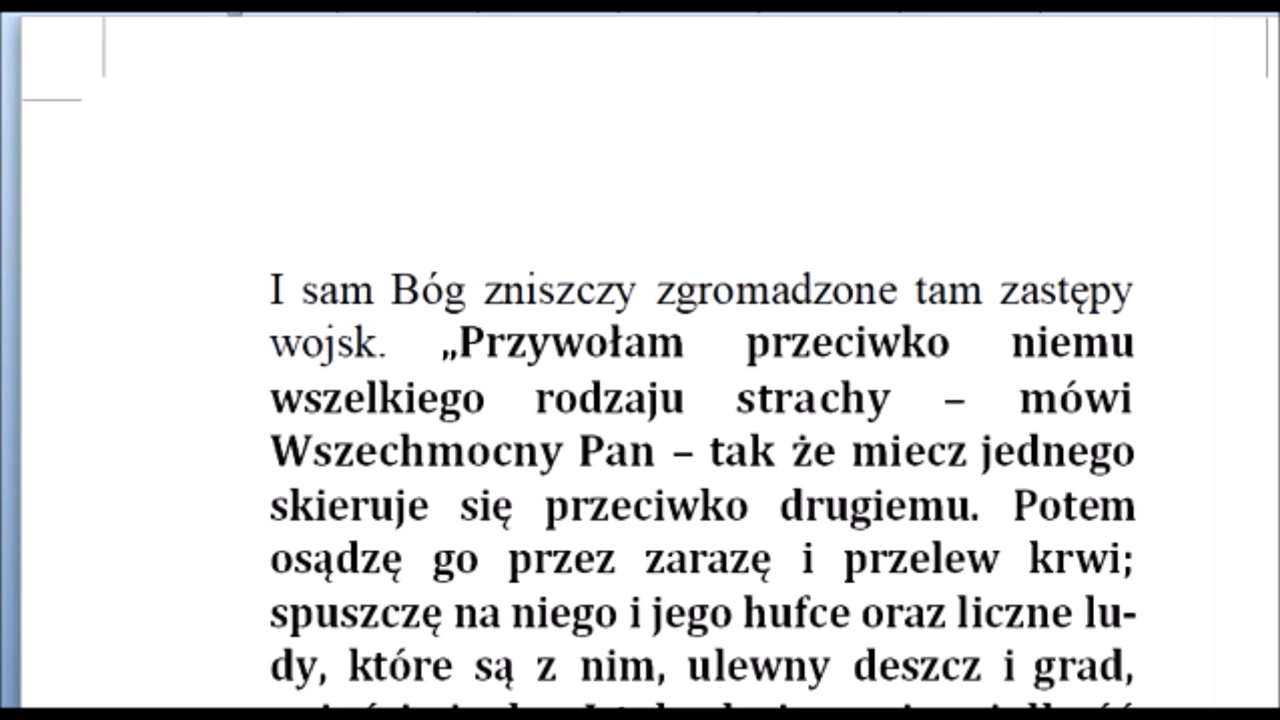 I sam Bóg zniszczy zgromadzone tam zastępy
wojsk. „Przywołam przeciwko niemu
wszelkiego rodzaju strachy – mówi
Wszechmocny Pan – tak że miecz jednego
skieruje się przeciwko drugiemu. Potem
osądzę go przez zarazę i przelew krwi;
spuszczę na niego i jego hufce oraz liczne lu-
dy, które są z nim, ulewny deszcz i grad,